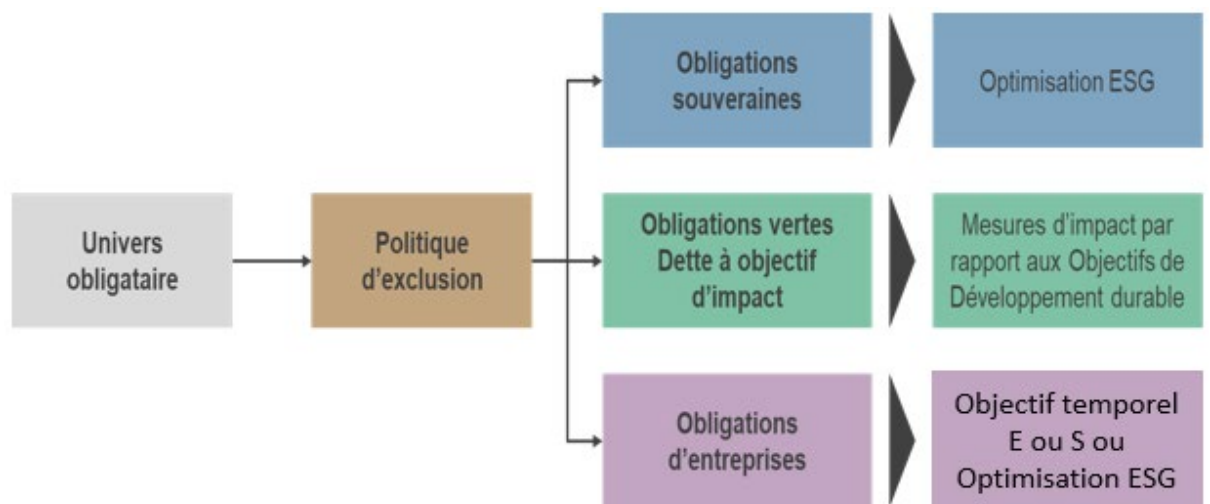 Univers
obligataire
Politique
d'exclusion
Obligations
souveraines
Optimisation ESG
Obligations vertes
Dette à objectif
d'impact
Mesures d'impact par
rapport aux Objectifs de
Développement durable
Obligations
d'entreprises
Objectif temporel
E ou S ou
Optimisation ESG